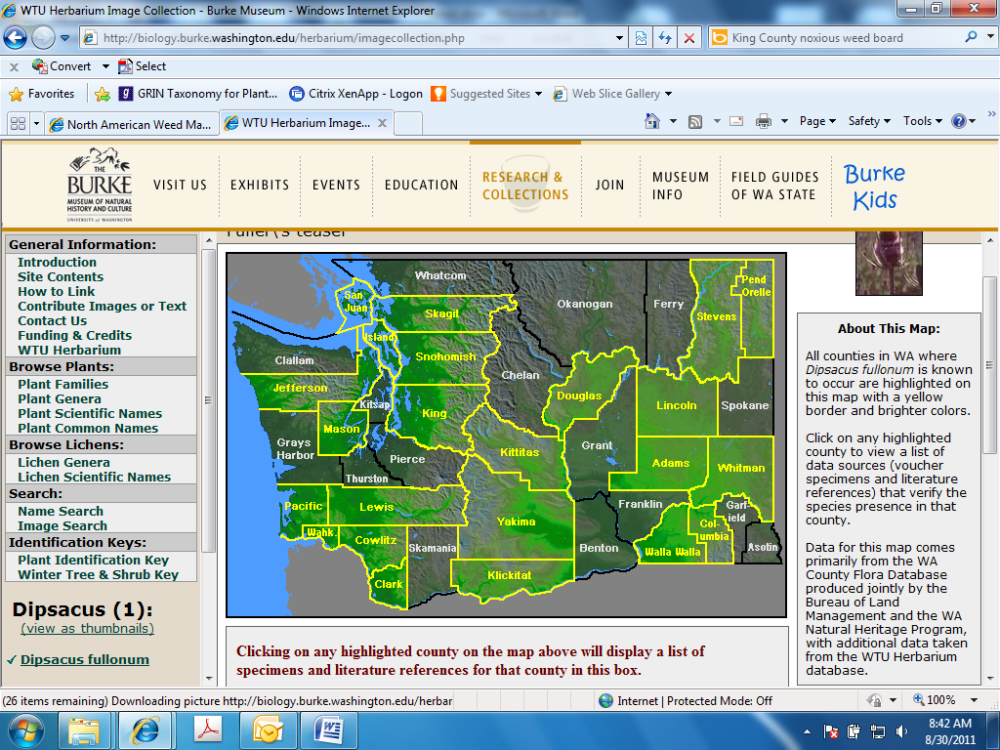 WTU Herbarium Image Collection - Burke Museum - Windows Internet Explorer
http://biology.burke.washington.edu/herbarium/imagecollection.php
King County noxious weed board
x Convert Select
Favorites GRIN Taxonomy for Plant... Citrix XenApp - Logon Suggested Sites Web Slice Gallery
North American Weed Ma... WTU Herbarium Image... x Page Safety Tools »
THE
BURKE
MUSEUM OF NATURAL
HISTORY AND CULTURE
UNIVERSITY OF WASHINGTON
VISIT US
EXHIBITS
EVENTS
EDUCATION
RESEARCH &
COLLECTIONS
JOIN
MUSEUM
INFO
FIELD GUIDES
OF WA STATE
Burke
Kids
General Information:
Introduction
Site Contents
How to Link
Contribute Images or Text
Contact Us
Funding & Credits
WTU Herbarium
Browse Plants:
Plant Families
Plant Genera
Plant Scientific Names
Plant Common Names
Browse Lichens:
Lichen Genera
Lichen Scientific Names
Search:
Name Search
Image Search
Identification Keys:
Plant Identification Key
Winter Tree & Shrub Key
Dipsacus (1):
(view as thumbnails)
✓ Dipsacus fullonum
Fuller\'s teasel
Whatcom
San
Juan
Skagit
Island
Okanogan
Ferry
Stevens
Pend
Orelle
Clallam
Snohomish
Chelan
Jefferson
Kitsap
King
Douglas
Lincoln
Spokane
Mason
Grays
Harbor
Pierce
Kittitas
Grant
Adams
Whitman
Thurston
Pacific
Lewis
Yakima
Franklin
Garf-
ield
Wahk.
Cowlitz
Skamania
Benton
Col-
umbia
Walla Walla
Asotin
Clark
Klickitat
Clicking on any highlighted county on the map above will display a list of
specimens and literature references for that county in this box.
About This Map:
All counties in WA where
Dipsacus fullonum is known
to occur are highlighted on
this map with a yellow
border and brighter colors.
Click on any highlighted
county to view a list of
data sources (voucher
specimens and literature
references) that verify the
species presence in that
county.
Data for this map comes
primarily from the WA
County Flora Database
produced jointly by the
Bureau of Land
Management and the WA
Natural Heritage Program,
with additional data taken
from the WTU Herbarium
database.
(26 items remaining) Downloading picture http://biology.burke.washington.edu/herbar
Internet | Protected Mode: Off
100%
8:42 AM
8/30/2011